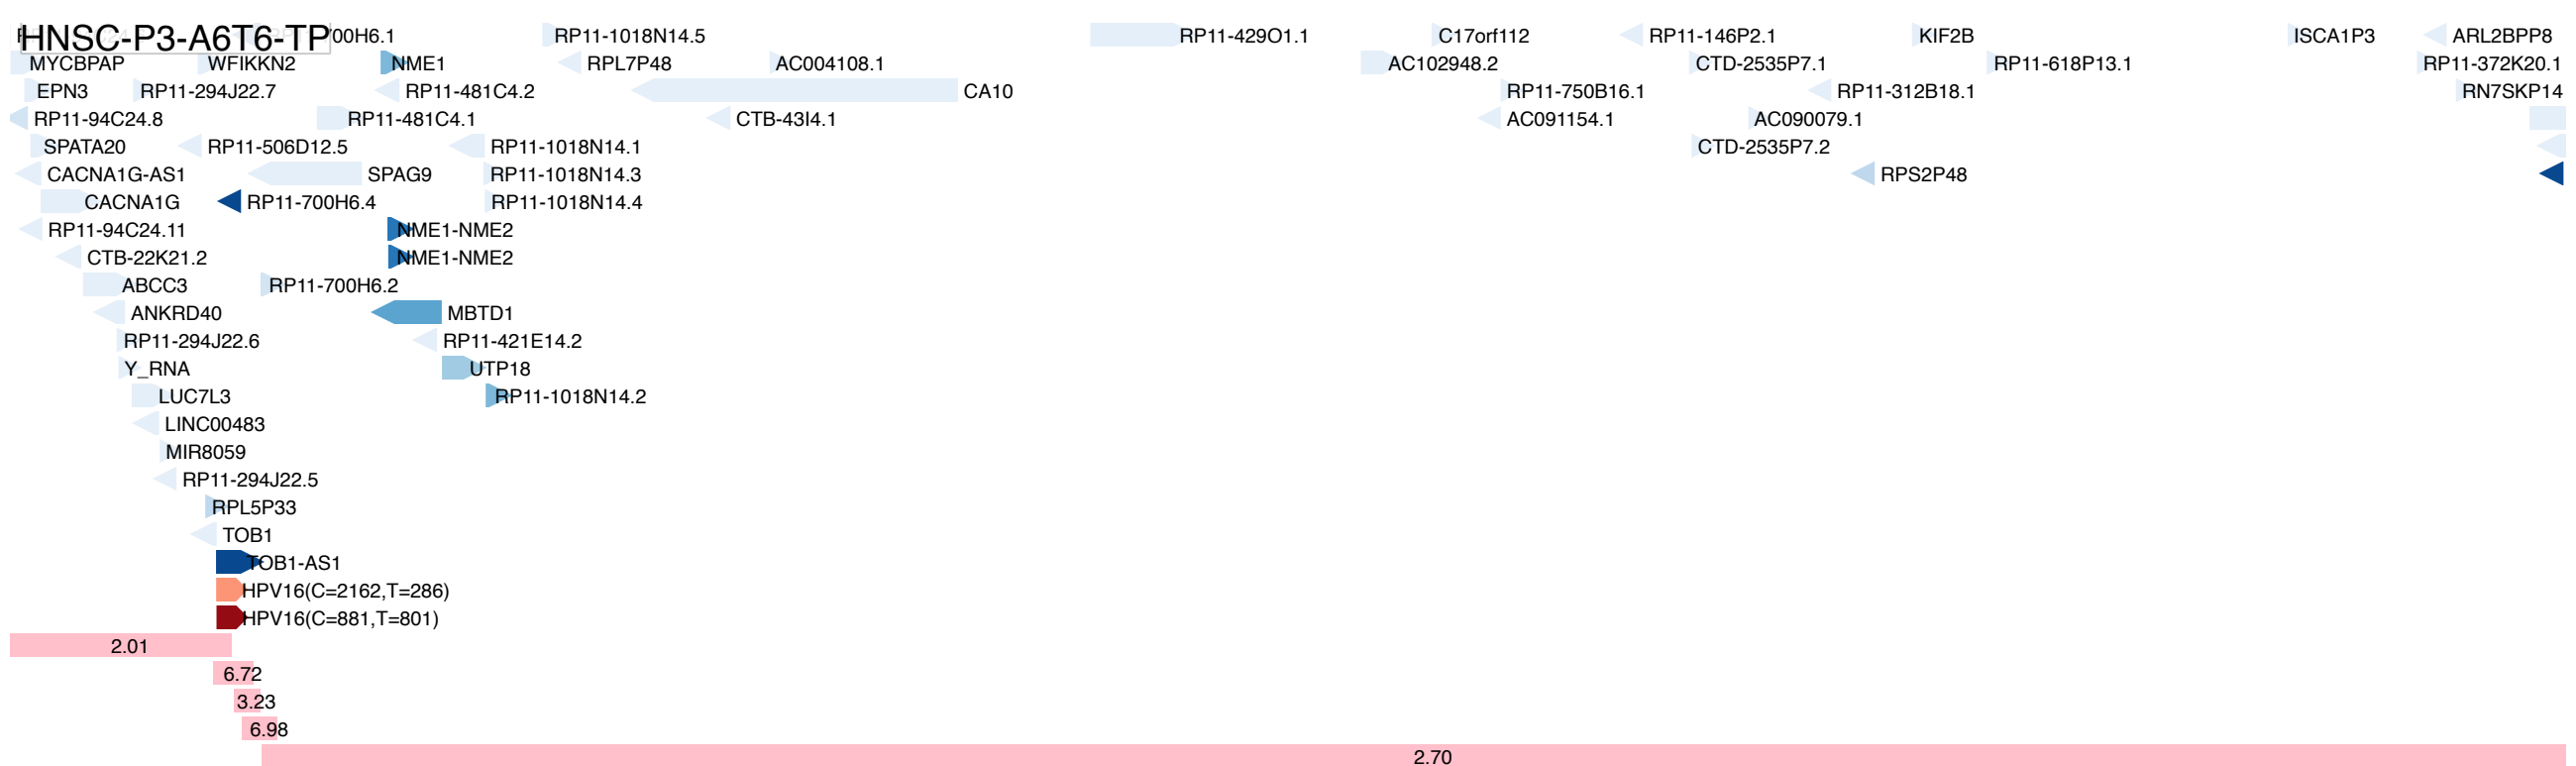 HNSC-P3-A6T6-TP 00H6.1 RP11-1018N14.5 RP11-429O1.1 C17orf112 RP11-146P2.1 KIF2B ISCA1P3 ARL2BPP8
MYCBPAP WFIKKN2 NME1 RPL7P48 AC004108.1 AC102948.2 CTD-2535P7.1 RP11-618P13.1 RP11-372K20.1
EPN3 RP11-294J22.7 RP11-481C4.2 CA10 RP11-750B16.1 RP11-312B18.1 RN7SKP14
RP11-94C24.8 RP11-481C4.1 CTB-43I4.1 AC091154.1 AC090079.1
SPATA20 RP11-506D12.5 RP11-1018N14.1 CTD-2535P7.2
CACNA1G-AS1 SPAG9 RP11-1018N14.3 RPS2P48
CACNA1G RP11-700H6.4 RP11-1018N14.4
RP11-94C24.11 NME1-NME2
CTB-22K21.2 NME1-NME2
ABCC3 RP11-700H6.2
ANKRD40 MBTD1
RP11-294J22.6 RP11-421E14.2
Y_RNA UTP18
LUC7L3 RP11-1018N14.2
LINC00483
MIR8059
RP11-294J22.5
RPL5P33
TOB1
TOB1-AS1
HPV16(C=2162,T=286)
HPV16(C=881,T=801)
2.01
6.72
3.23
6.98
2.70